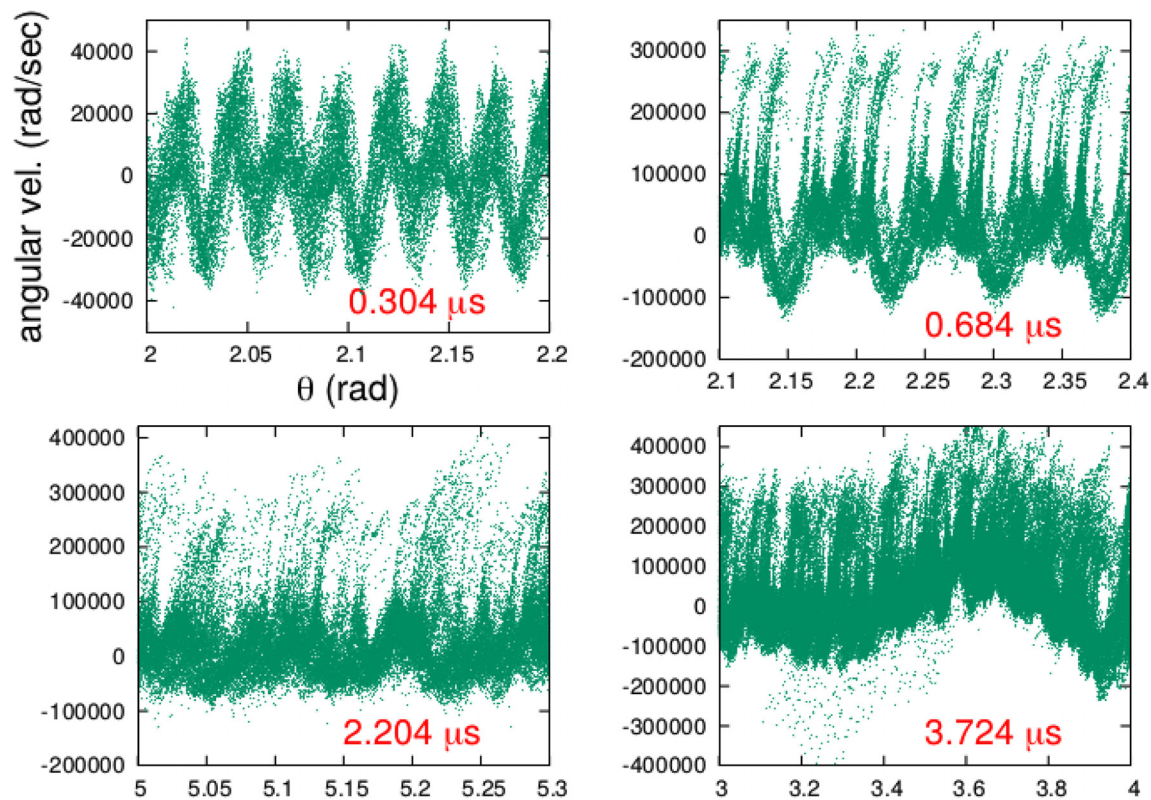 angular vel. (rad/sec)
40000
20000
0
-20000
-40000
0.304 μs
2 2.05 2.1 2.15 2.2
θ (rad)
300000
200000
100000
0
-100000
-200000
0.684 μs
2.1 2.15 2.2 2.25 2.3 2.35 2.4
400000
300000
200000
100000
0
-100000
-200000
2.204 μs
5 5.05 5.1 5.15 5.2 5.25 5.3
400000
300000
200000
100000
0
-100000
-200000
-300000
-400000
3.724 μs
3 3.2 3.4 3.6 3.8 4